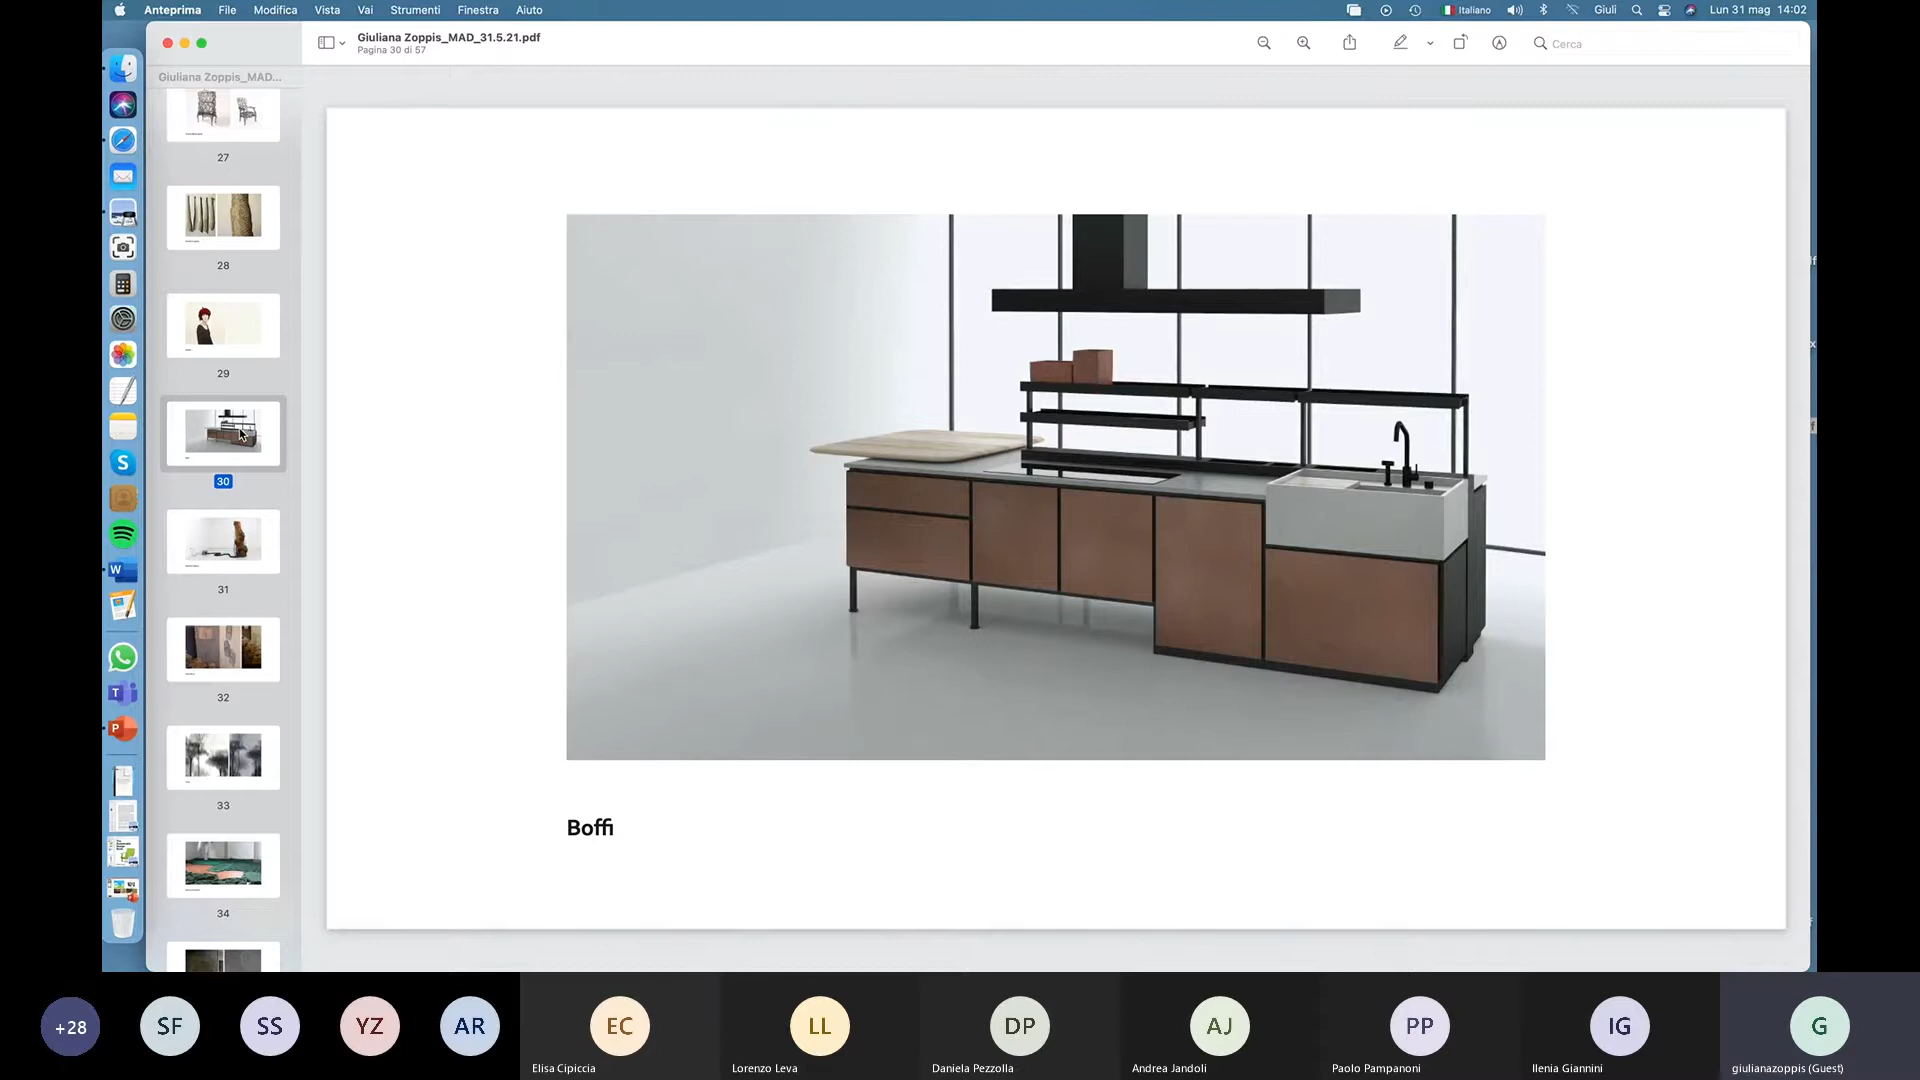 Anteprima File Modifica Vista Vai Strumenti Finestra Aiuto Italiano Giuli Lun 31 mag 14:02
Giuliana Zoppis_MAD_31.5.21.pdf
Pagina 30 di 57
Cerca
Giuliana Zoppis_MAD...
27
28
29
30
31
32
33
34
Boffi
+28 SF SS YZ AR EC LL DP AJ PP IG G
Elisa Cipiccia Lorenzo Leva Daniela Pezzolla Andrea Jandoli Paolo Pampanoni Ilenia Giannini giulianazoppis (Guest)